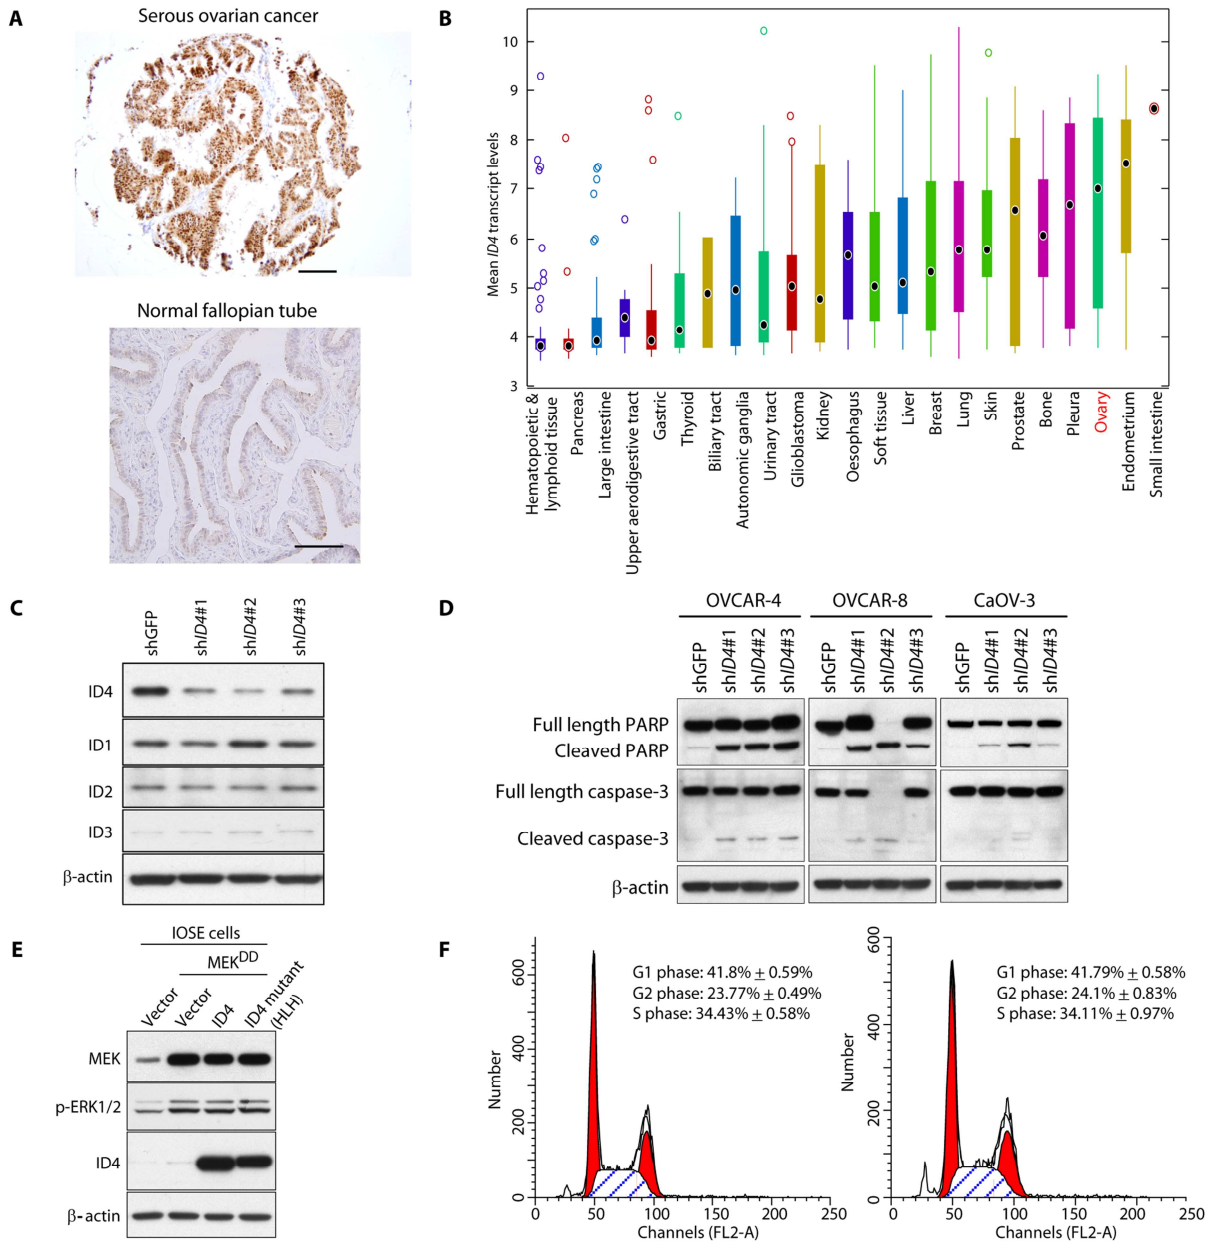 A
Serous ovarian cancer
Normal fallopian tube
B
Mean ID4 transcript levels
10
9
8
7
6
5
4
3
Hematopoietic &
lymphoid tissue
Pancreas
Large intestine
Upper aerodigestive tract
Gastric
Thyroid
Biliary tract
Autonomic ganglia
Urinary tract
Glioblastoma
Kidney
Oesophagus
Soft tissue
Liver
Breast
Lung
Skin
Prostate
Bone
Pleura
Ovary
Endometrium
Small intestine
C
shGFP
shID4#1
shID4#2
shID4#3
ID4
ID1
ID2
ID3
β-actin
D
OVCAR-4
OVCAR-8
CaOV-3
shGFP
shID4#1
shID4#2
shID4#3
shGFP
shID4#1
shID4#2
shID4#3
shGFP
shID4#1
shID4#2
shID4#3
Full length PARP
Cleaved PARP
Full length caspase-3
Cleaved caspase-3
β-actin
E
IOSE cells
MEKDD
Vector
Vector
ID4
ID4 mutant
(HLH)
MEK
p-ERK1/2
ID4
β-actin
F
Number
600
400
200
0
G1 phase: 41.8% ± 0.59%
G2 phase: 23.77% ± 0.49%
S phase: 34.43% ± 0.58%
0 50 100 150 200 250
Channels (FL2-A)
Number
600
400
200
0
G1 phase: 41.79% ± 0.58%
G2 phase: 24.1% ± 0.83%
S phase: 34.11% ± 0.97%
0 50 100 150 200 250
Channels (FL2-A)